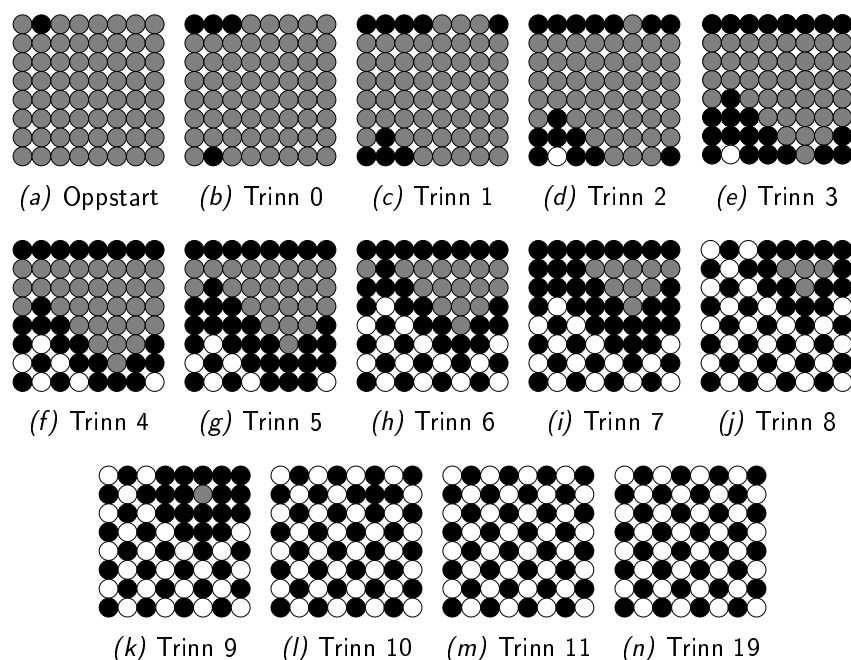 (a) Oppstart (b) Trinn 0 (c) Trinn 1 (d) Trinn 2 (e) Trinn 3
(f) Trinn 4 (g) Trinn 5 (h) Trinn 6 (i) Trinn 7 (j) Trinn 8
(k) Trinn 9 (l) Trinn 10 (m) Trinn 11 (n) Trinn 19